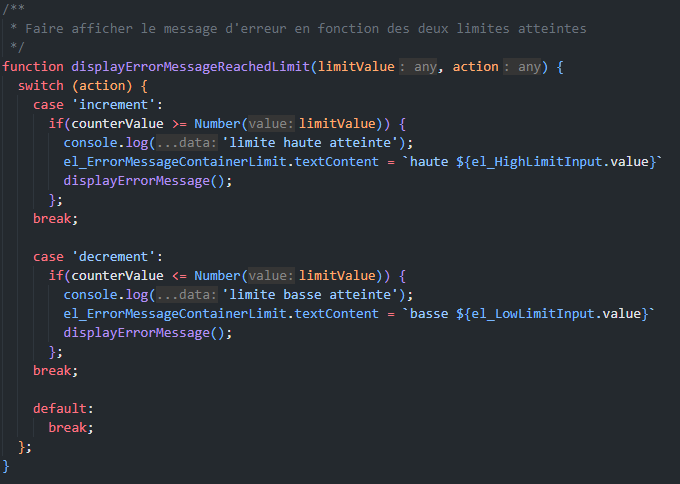 /**
* Faire afficher le message d'erreur en fonction des deux limites atteintes
*/
function displayErrorMessageReachedLimit(limitValue : any, action : any) {
switch (action) {
case 'increment':
if(counterValue >= Number( value: limitValue)) {
console.log( ...data: 'limite haute atteinte');
el_ErrorMessageContainerLimit.textContent = `haute ${el_HighLimitInput.value}`
displayErrorMessage();
};
break;
case 'decrement':
if(counterValue <= Number( value: limitValue)) {
console.log( ...data: 'limite basse atteinte');
el_ErrorMessageContainerLimit.textContent = `basse ${el_LowLimitInput.value}`
displayErrorMessage();
};
break;
default:
break;
};
}